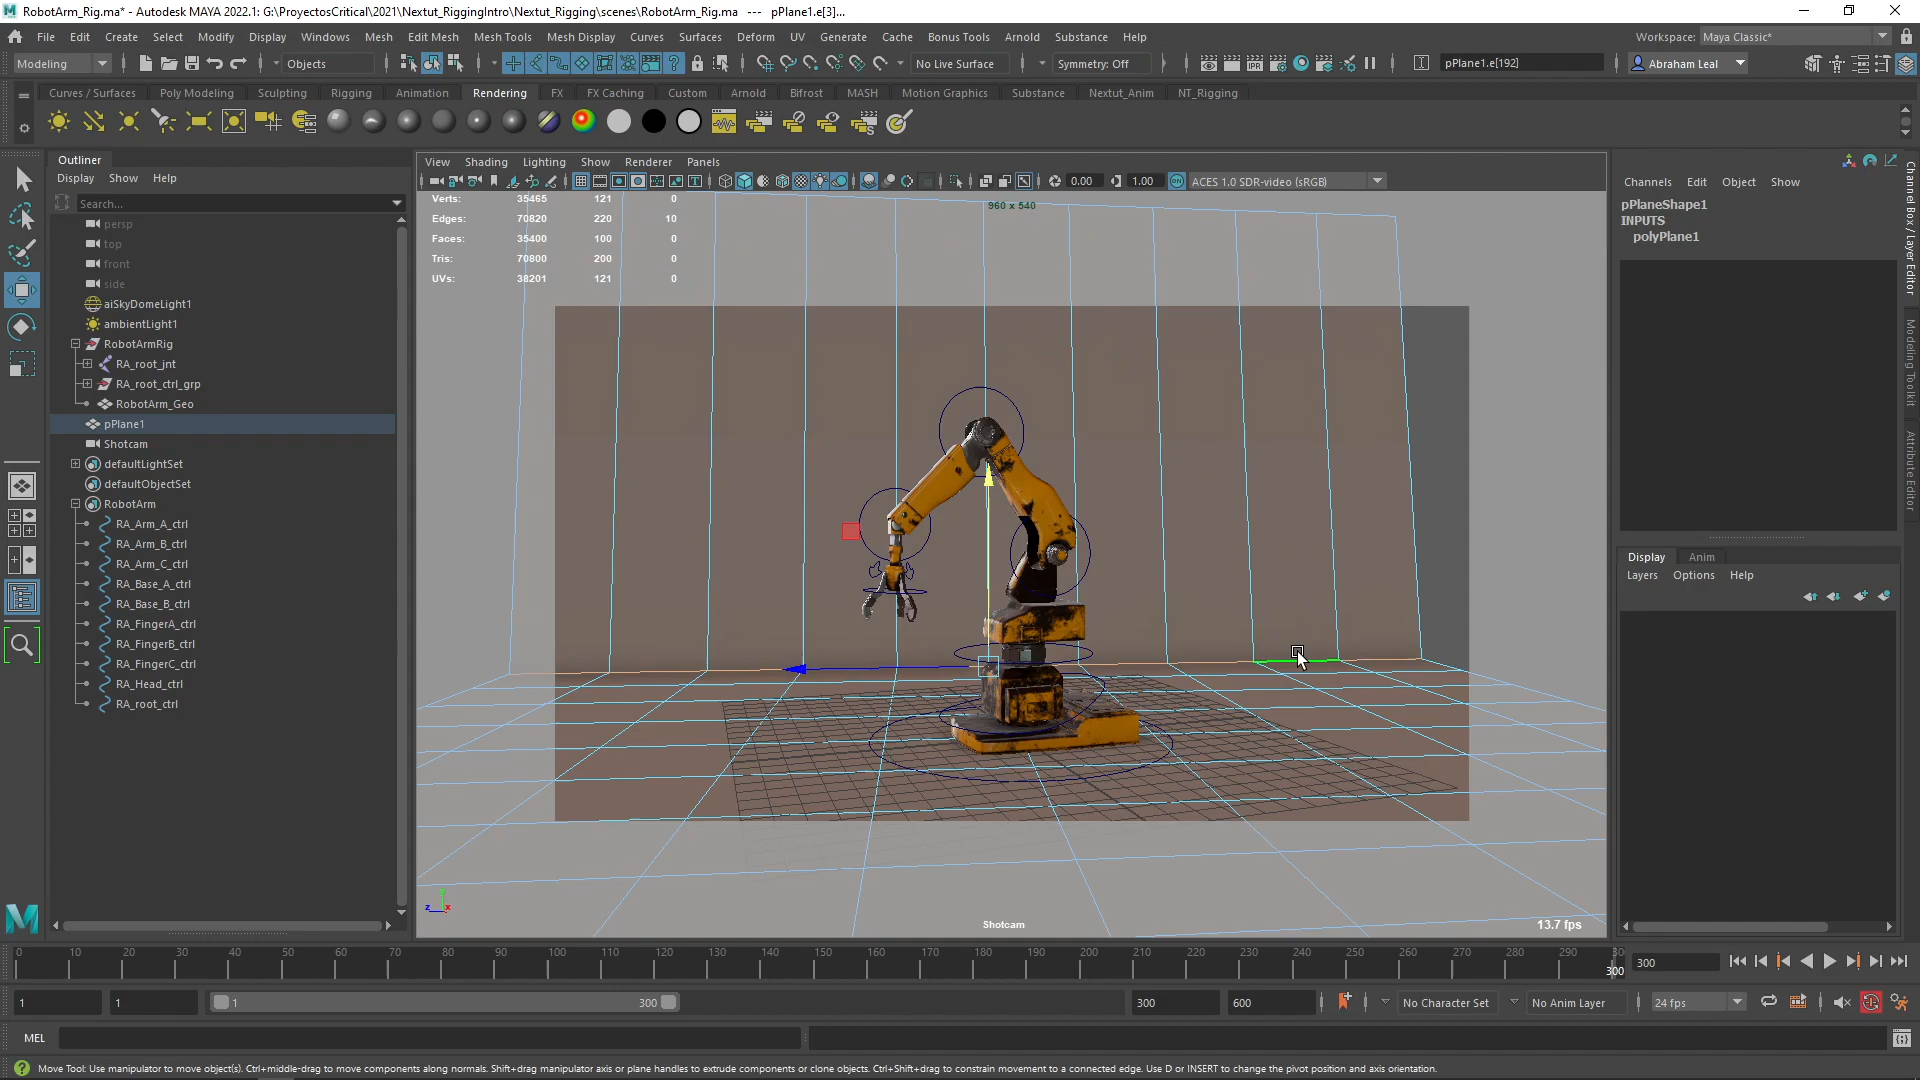 RobotArm_Rig.ma* - Autodesk MAYA 2022.1: G:\ProyectosCritical\2021\Nextut_RiggingIntro\Nextut_Rigging\scenes\RobotArm_Rig.ma --- pPlane1.e[3]...
File Edit Create Select Modify Display Windows Mesh Edit Mesh Mesh Tools Mesh Display Curves Surfaces Deform UV Generate Cache Bonus Tools Arnold Substance Help
Workspace: Maya Classic*
Modeling Objects No Live Surface Symmetry: Off IPR pPlane1.e[192] Abraham Leal
Curves / Surfaces Poly Modeling Sculpting Rigging Animation Rendering FX FX Caching Custom Arnold Bifrost MASH Motion Graphics Substance Nextut_Anim NT_Rigging
Outliner
Display Show Help
Search...
persp
top
front
side
aiSkyDomeLight1
ambientLight1
RobotArmRig
RA_root_jnt
RA_root_ctrl_grp
RobotArm_Geo
pPlane1
Shotcam
defaultLightSet
defaultObjectSet
RobotArm
RA_Arm_A_ctrl
RA_Arm_B_ctrl
RA_Arm_C_ctrl
RA_Base_A_ctrl
RA_Base_B_ctrl
RA_FingerA_ctrl
RA_FingerB_ctrl
RA_FingerC_ctrl
RA_Head_ctrl
RA_root_ctrl
View Shading Lighting Show Renderer Panels
0.00 1.00 ACES 1.0 SDR-video (sRGB)
Verts: 35465 121 0
Edges: 70820 220 10
Faces: 35400 100 0
Tris: 70800 200 0
UVs: 38201 121 0
960 x 540
Shotcam
13.7 fps
y
z x
Channels Edit Object Show
pPlaneShape1
INPUTS
polyPlane1
Display Anim
Layers Options Help
Channel Box / Layer Editor
Modeling Toolkit
Attribute Editor
0 10 20 30 40 50 60 70 80 90 100 110 120 130 140 150 160 170 180 190 200 210 220 230 240 250 260 270 280 290 30
300
300
1 1 1 300 300 600 No Character Set No Anim Layer 24 fps
MEL
Move Tool: Use manipulator to move object(s). Ctrl+middle-drag to move components along normals. Shift+drag manipulator axis or plane handles to extrude components or clone objects. Ctrl+Shift+drag to constrain movement to a connected edge. Use D or INSERT to change the pivot position and axis orientation.